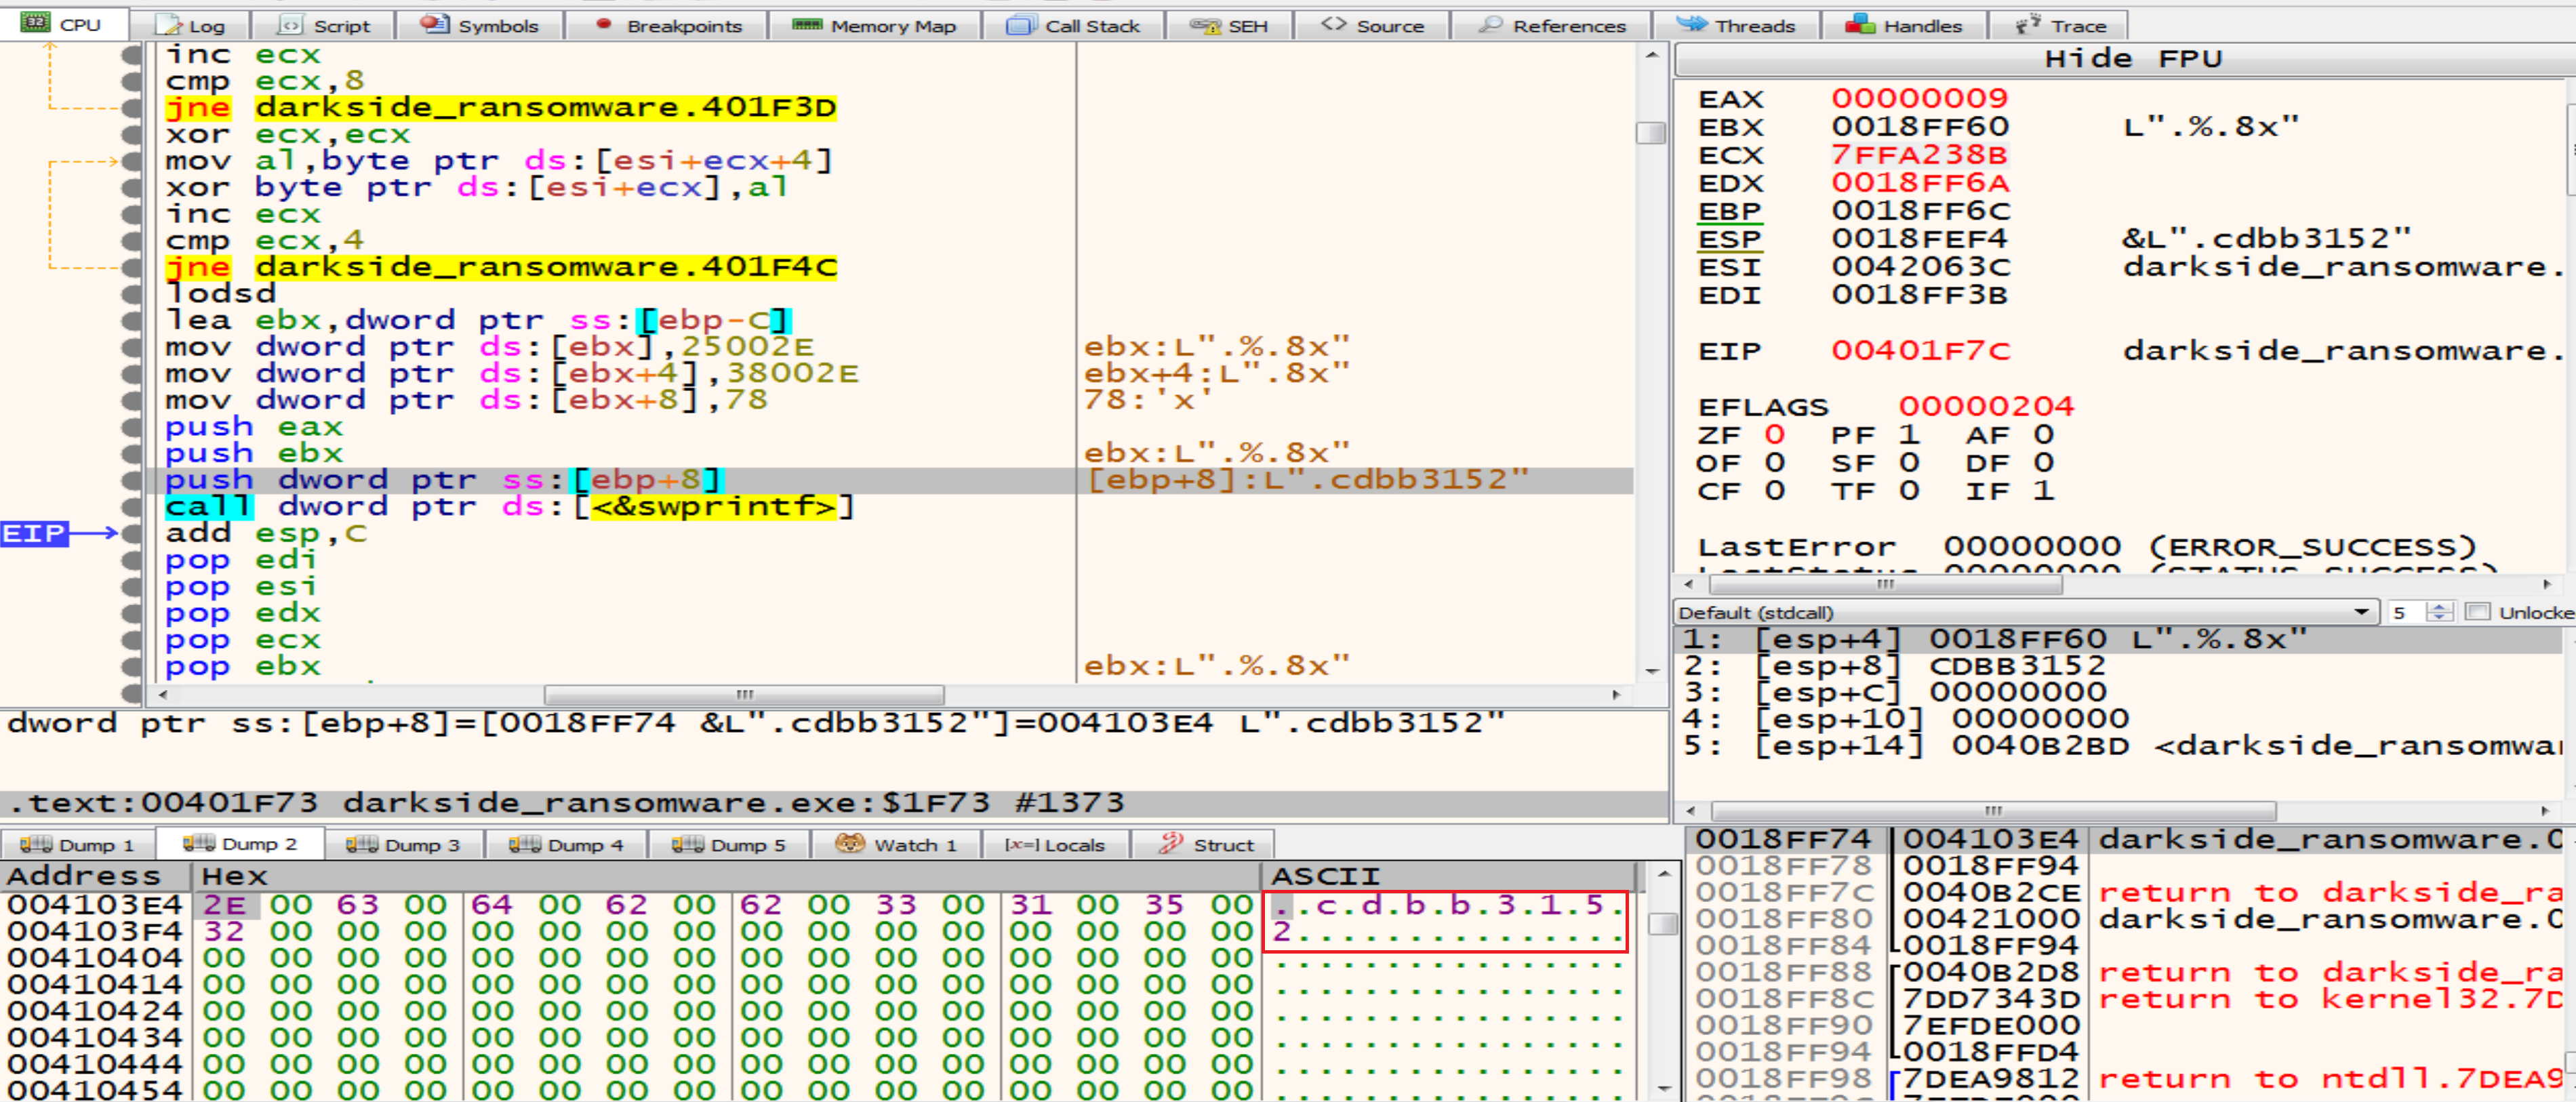 CPU Log Script Symbols Breakpoints Memory Map Call Stack SEH Source References Threads Handles Trace
inc ecx
cmp ecx,8
jne darkside_ransomware.401F3D
xor ecx,ecx
mov al,byte ptr ds:[esi+ecx+4]
xor byte ptr ds:[esi+ecx],al
inc ecx
cmp ecx,4
jne darkside_ransomware.401F4C
lodsd
lea ebx,dword ptr ss:[ebp-C]
mov dword ptr ds:[ebx],25002E ebx:L".%.8x"
mov dword ptr ds:[ebx+4],38002E ebx+4:L".8x"
mov dword ptr ds:[ebx+8],78 78:'x'
push eax
push ebx ebx:L".%.8x"
push dword ptr ss:[ebp+8] [ebp+8]:L".cdbb3152"
call dword ptr ds:[<&swprintf>]
EIP add esp,C
pop edi
pop esi
pop edx
pop ecx
pop ebx ebx:L".%.8x"
dword ptr ss:[ebp+8]=[0018FF74 &L".cdbb3152"]=004103E4 L".cdbb3152"
.text:00401F73 darkside_ransomware.exe:$1F73 #1373
Hide FPU
EAX 00000009
EBX 0018FF60 L".%.8x"
ECX 7FFA238B
EDX 0018FF6A
EBP 0018FF6C
ESP 0018FEF4 &L".cdbb3152"
ESI 0042063C darkside_ransomware.
EDI 0018FF3B
EIP 00401F7C darkside_ransomware.
EFLAGS 00000204
ZF 0 PF 1 AF 0
OF 0 SF 0 DF 0
CF 0 TF 0 IF 1
LastError 00000000 (ERROR_SUCCESS)
LastStatus 00000000 (STATUS_SUCCESS)
Default (stdcall) 5 Unlocke
1: [esp+4] 0018FF60 L".%.8x"
2: [esp+8] CDBB3152
3: [esp+C] 00000000
4: [esp+10] 00000000
5: [esp+14] 0040B2BD <darkside_ransomwar
Dump 1 Dump 2 Dump 3 Dump 4 Dump 5 Watch 1 [x=] Locals Struct
Address Hex ASCII
004103E4 2E 00 63 00 64 00 62 00 62 00 33 00 31 00 35 00 ..c.d.b.b.3.1.5.
004103F4 32 00 00 00 00 00 00 00 00 00 00 00 00 00 00 00 2...............
00410404 00 00 00 00 00 00 00 00 00 00 00 00 00 00 00 00 ................
00410414 00 00 00 00 00 00 00 00 00 00 00 00 00 00 00 00 ................
00410424 00 00 00 00 00 00 00 00 00 00 00 00 00 00 00 00 ................
00410434 00 00 00 00 00 00 00 00 00 00 00 00 00 00 00 00 ................
00410444 00 00 00 00 00 00 00 00 00 00 00 00 00 00 00 00 ................
00410454 00 00 00 00 00 00 00 00 00 00 00 00 00 00 00 00 ................
0018FF74 004103E4 darkside_ransomware.0
0018FF78 0018FF94
0018FF7C 0040B2CE return to darkside_ra
0018FF80 00421000 darkside_ransomware.0
0018FF84 0018FF94
0018FF88 0040B2D8 return to darkside_ra
0018FF8C 7DD7343D return to kernel32.7D
0018FF90 7EFDE000
0018FF94 0018FFD4
0018FF98 7DEA9812 return to ntdll.7DEA9